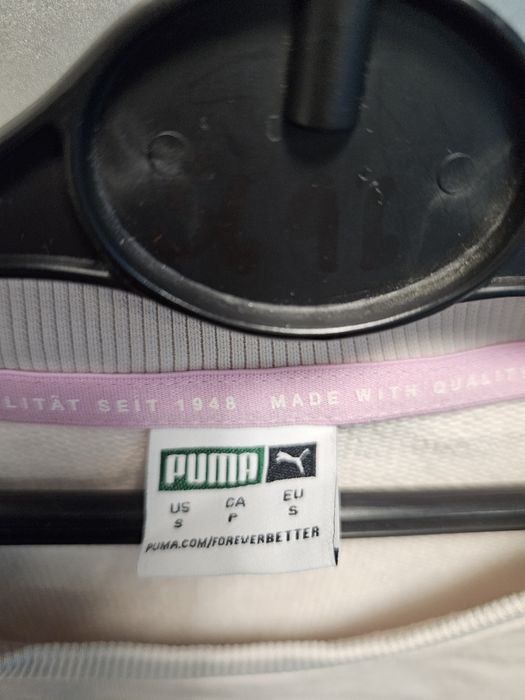 LITÄT SEIT 1948 MADE WITH QUALIT
PUMA
US CA EU
S P S
PUMA.COM/FOREVERBETTER